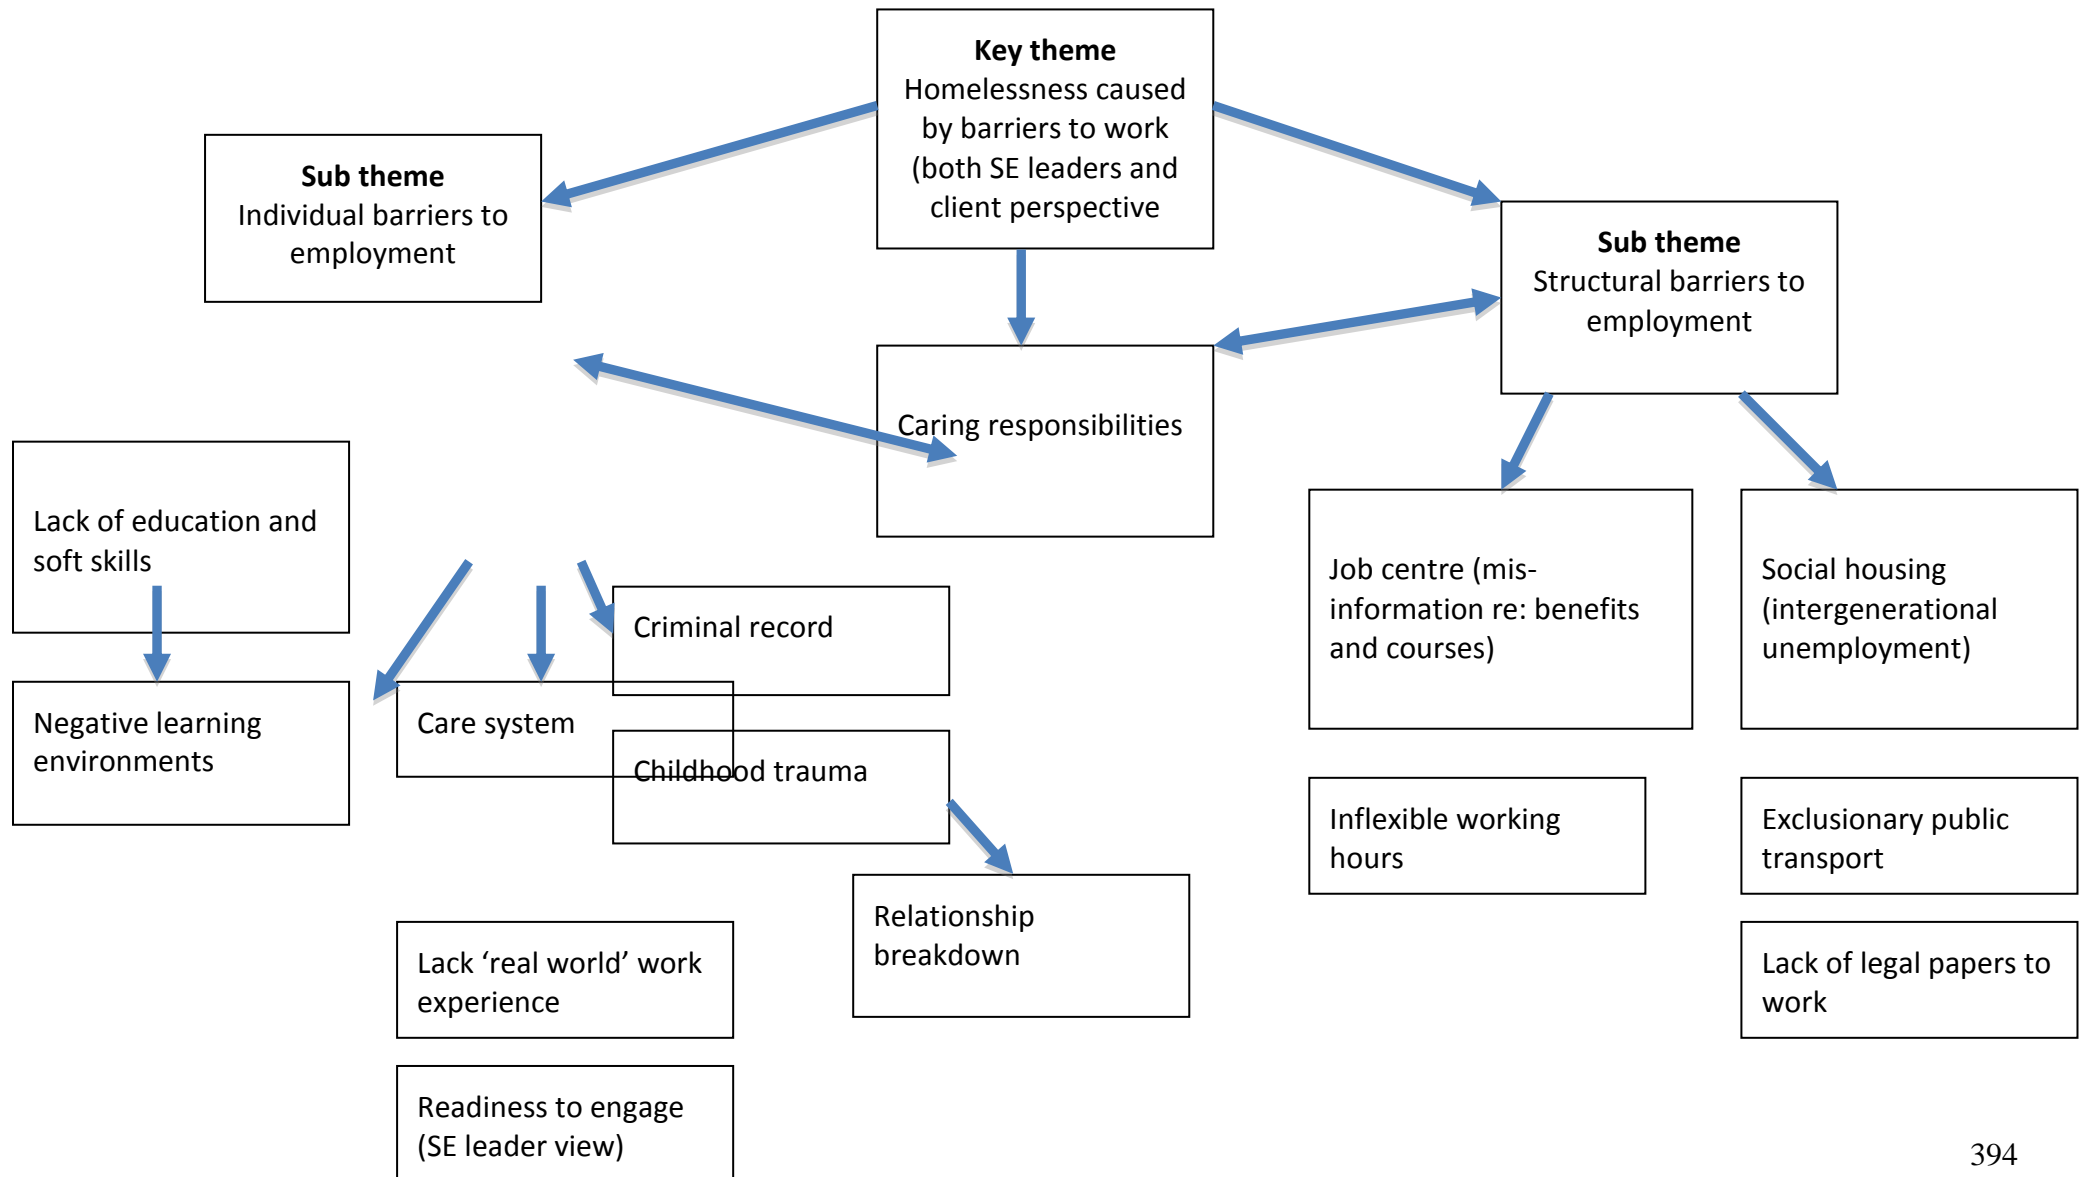 Key theme
Homelessness caused
by barriers to work
(both SE leaders and
client perspective
Sub theme
Individual barriers to
employment
Sub theme
Structural barriers to
employment
Caring responsibilities
Lack of education and
soft skills
Job centre (mis-
information re: benefits
and courses)
Social housing
(intergenerational
unemployment)
Criminal record
Negative learning
environments
Care system
Childhood trauma
Inflexible working
hours
Exclusionary public
transport
Relationship
breakdown
Lack ‘real world’ work
experience
Lack of legal papers to
work
Readiness to engage
(SE leader view)
394